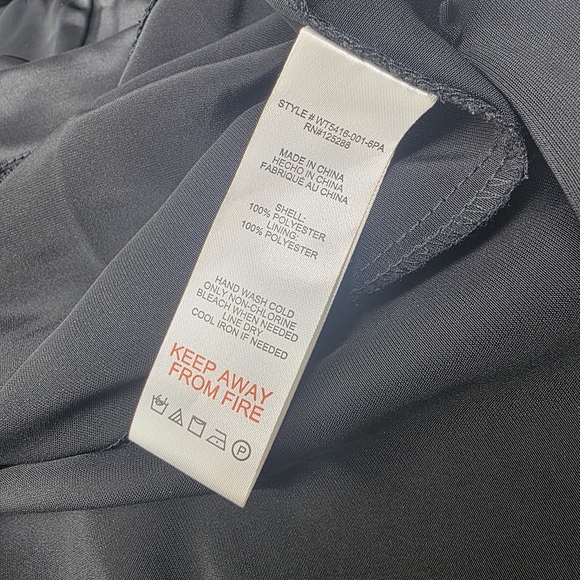 STYLE # WT5416-001-6PA
RN#125288
MADE IN CHINA
HECHO IN CHINA
FABRIQUE AU CHINA
SHELL:
100% POLYESTER
LINING:
100% POLYESTER
HAND WASH COLD
ONLY NON-CHLORINE
BLEACH WHEN NEEDED
LINE DRY
COOL IRON IF NEEDED
KEEP AWAY
FROM FIRE
P